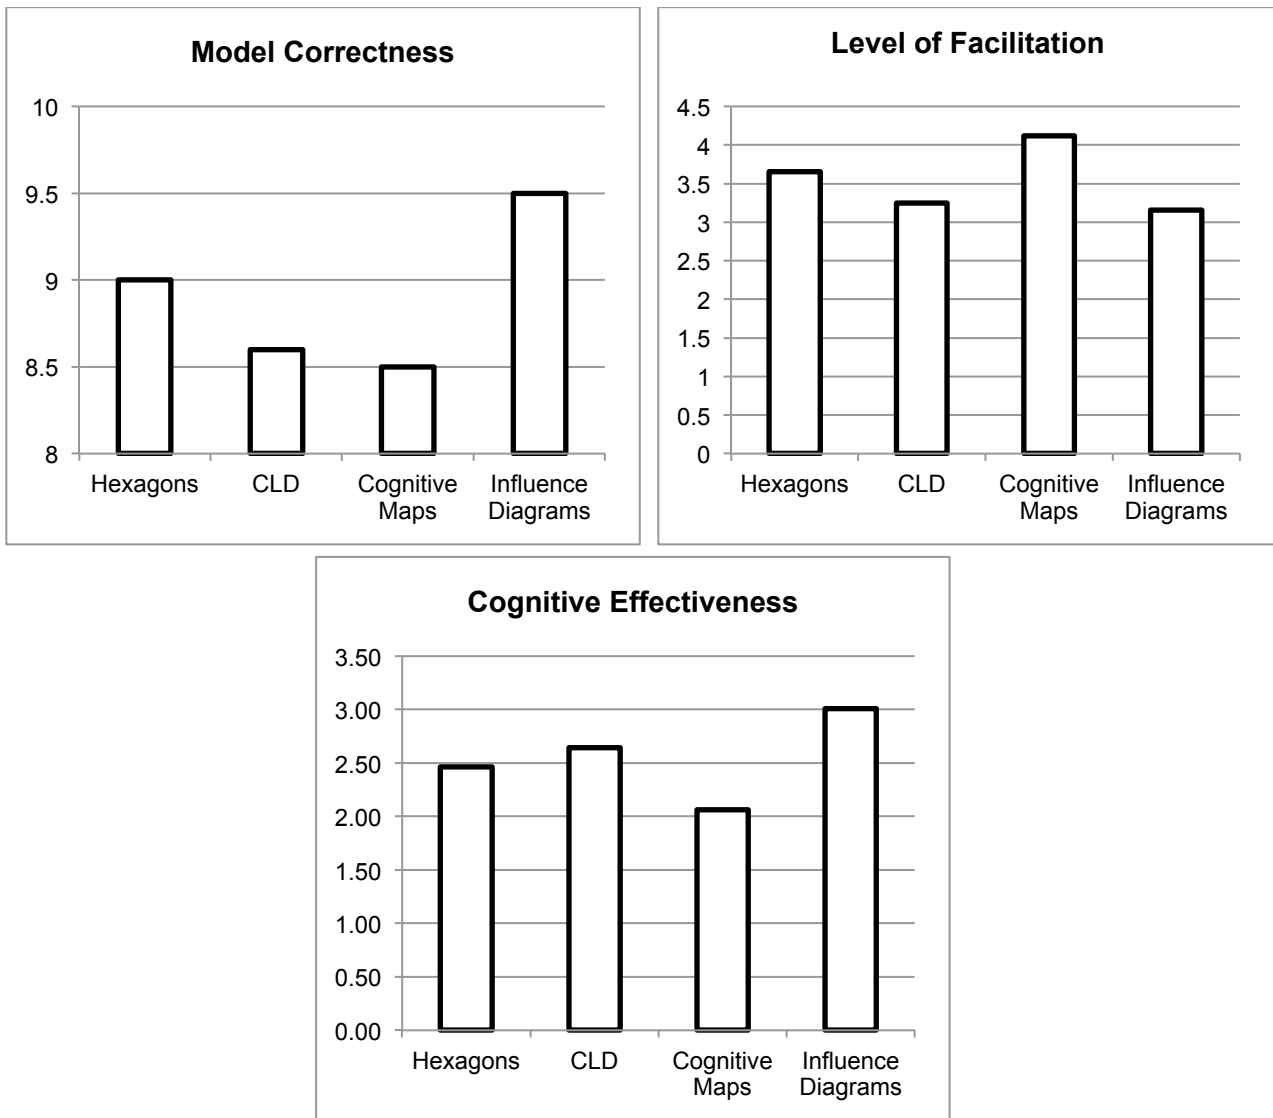 Model Correctness
10
9.5
9
8.5
8
Hexagons
CLD
Cognitive
Maps
Influence
Diagrams
Level of Facilitation
4.5
4
3.5
3
2.5
2
1.5
1
0.5
0
Hexagons
CLD
Cognitive
Maps
Influence
Diagrams
Cognitive Effectiveness
3.50
3.00
2.50
2.00
1.50
1.00
0.50
0.00
Hexagons
CLD
Cognitive
Maps
Influence
Diagrams